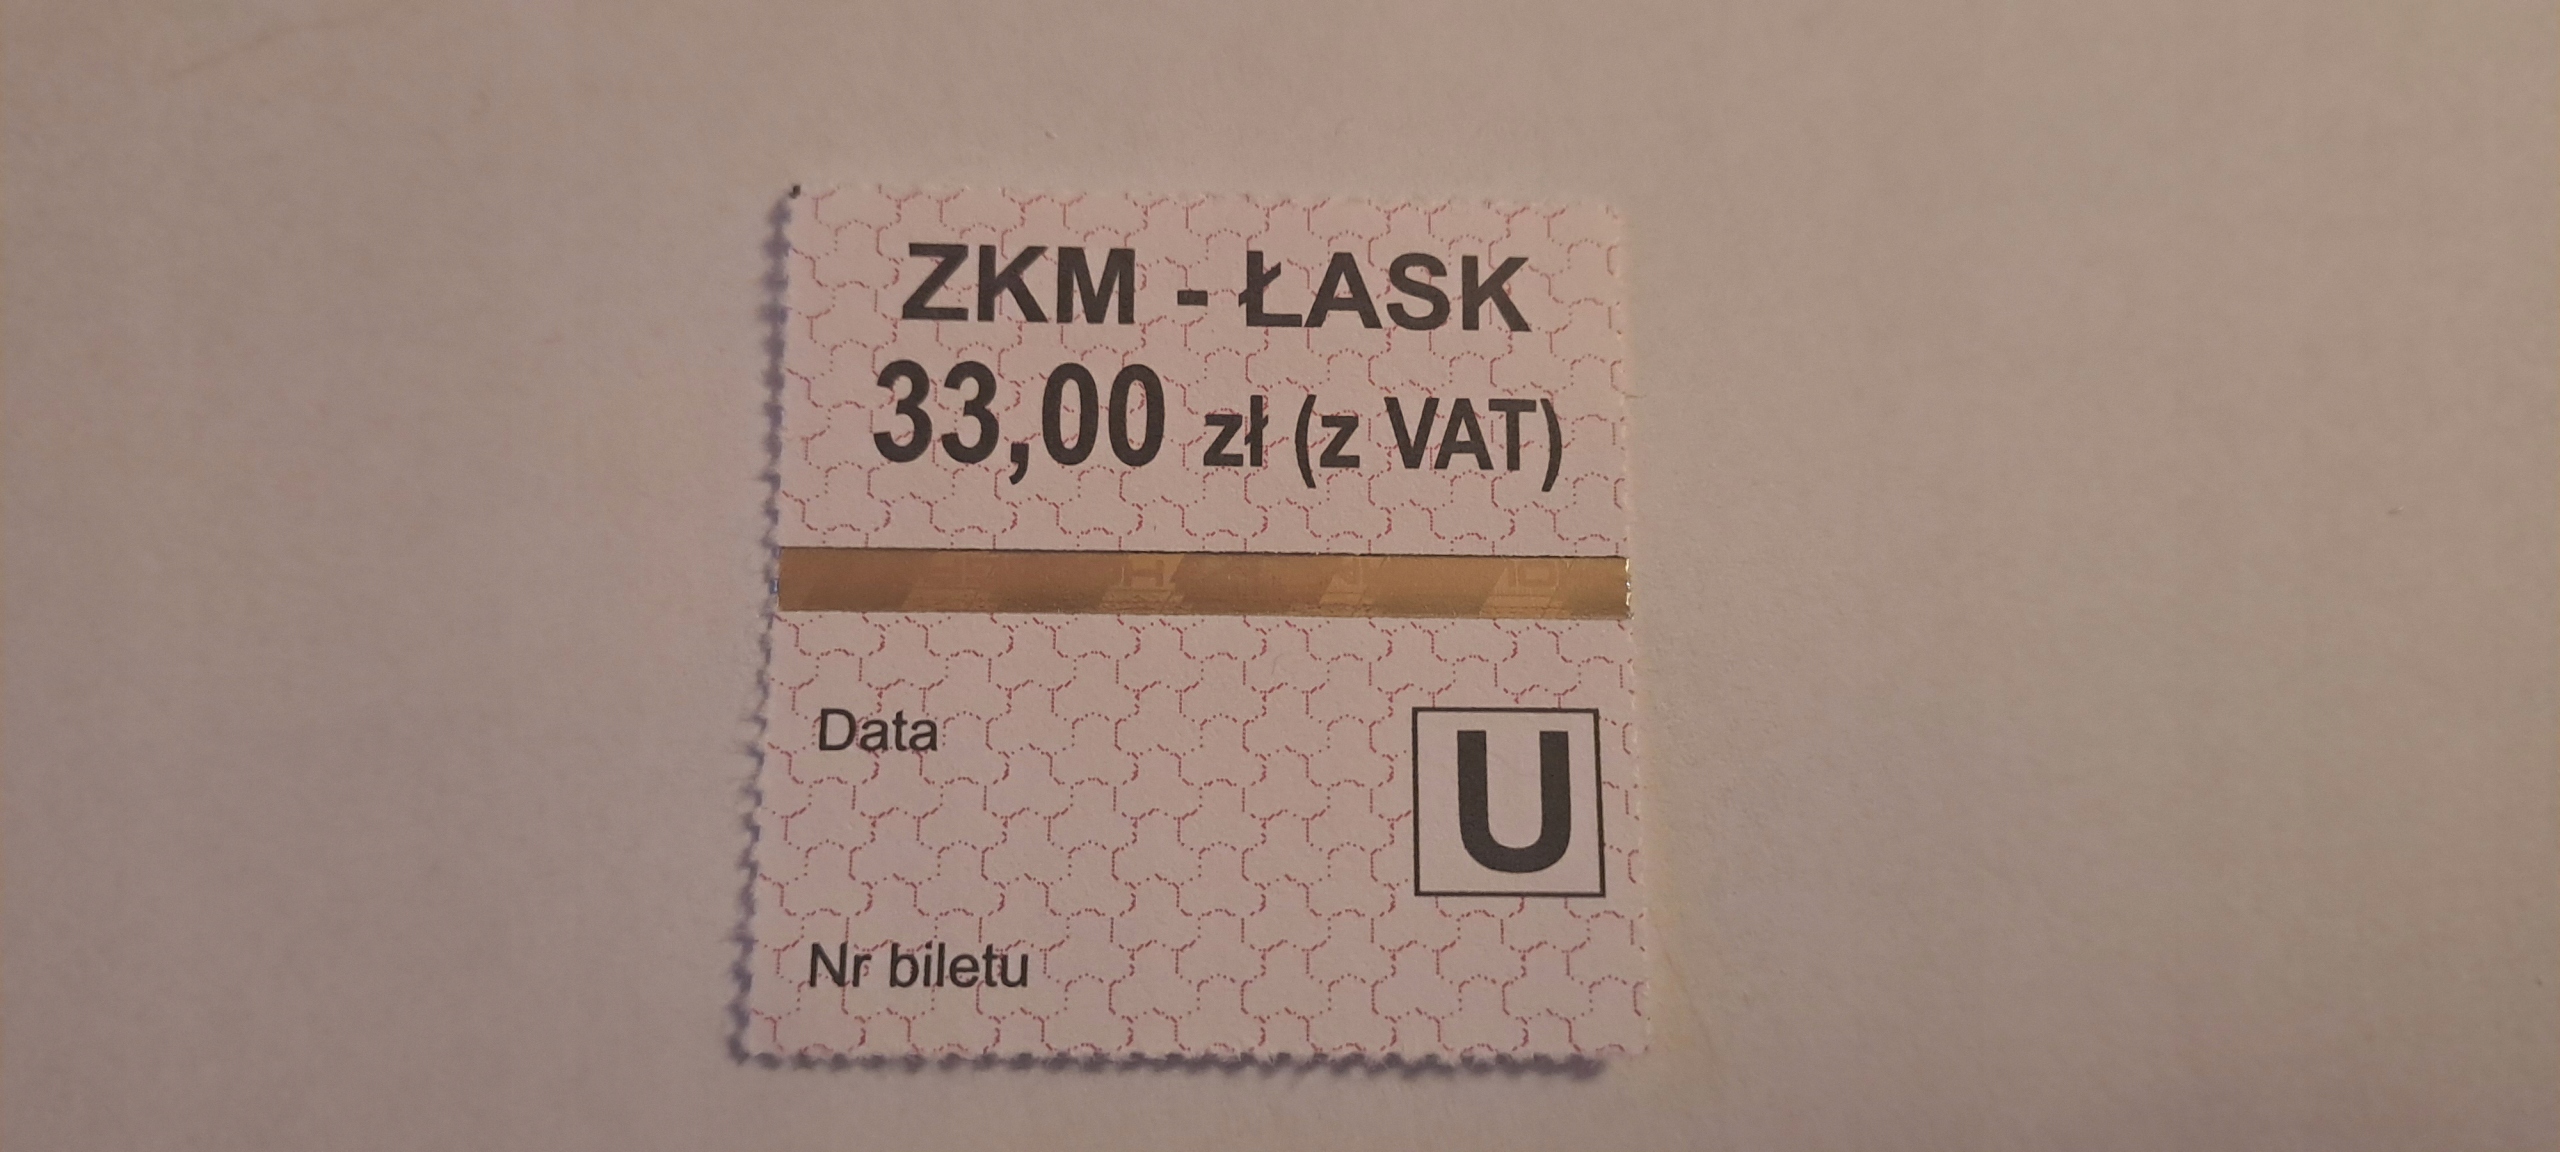 ZKM - ŁASK
33,00 zł (z VAT)
Data
U
Nr biletu